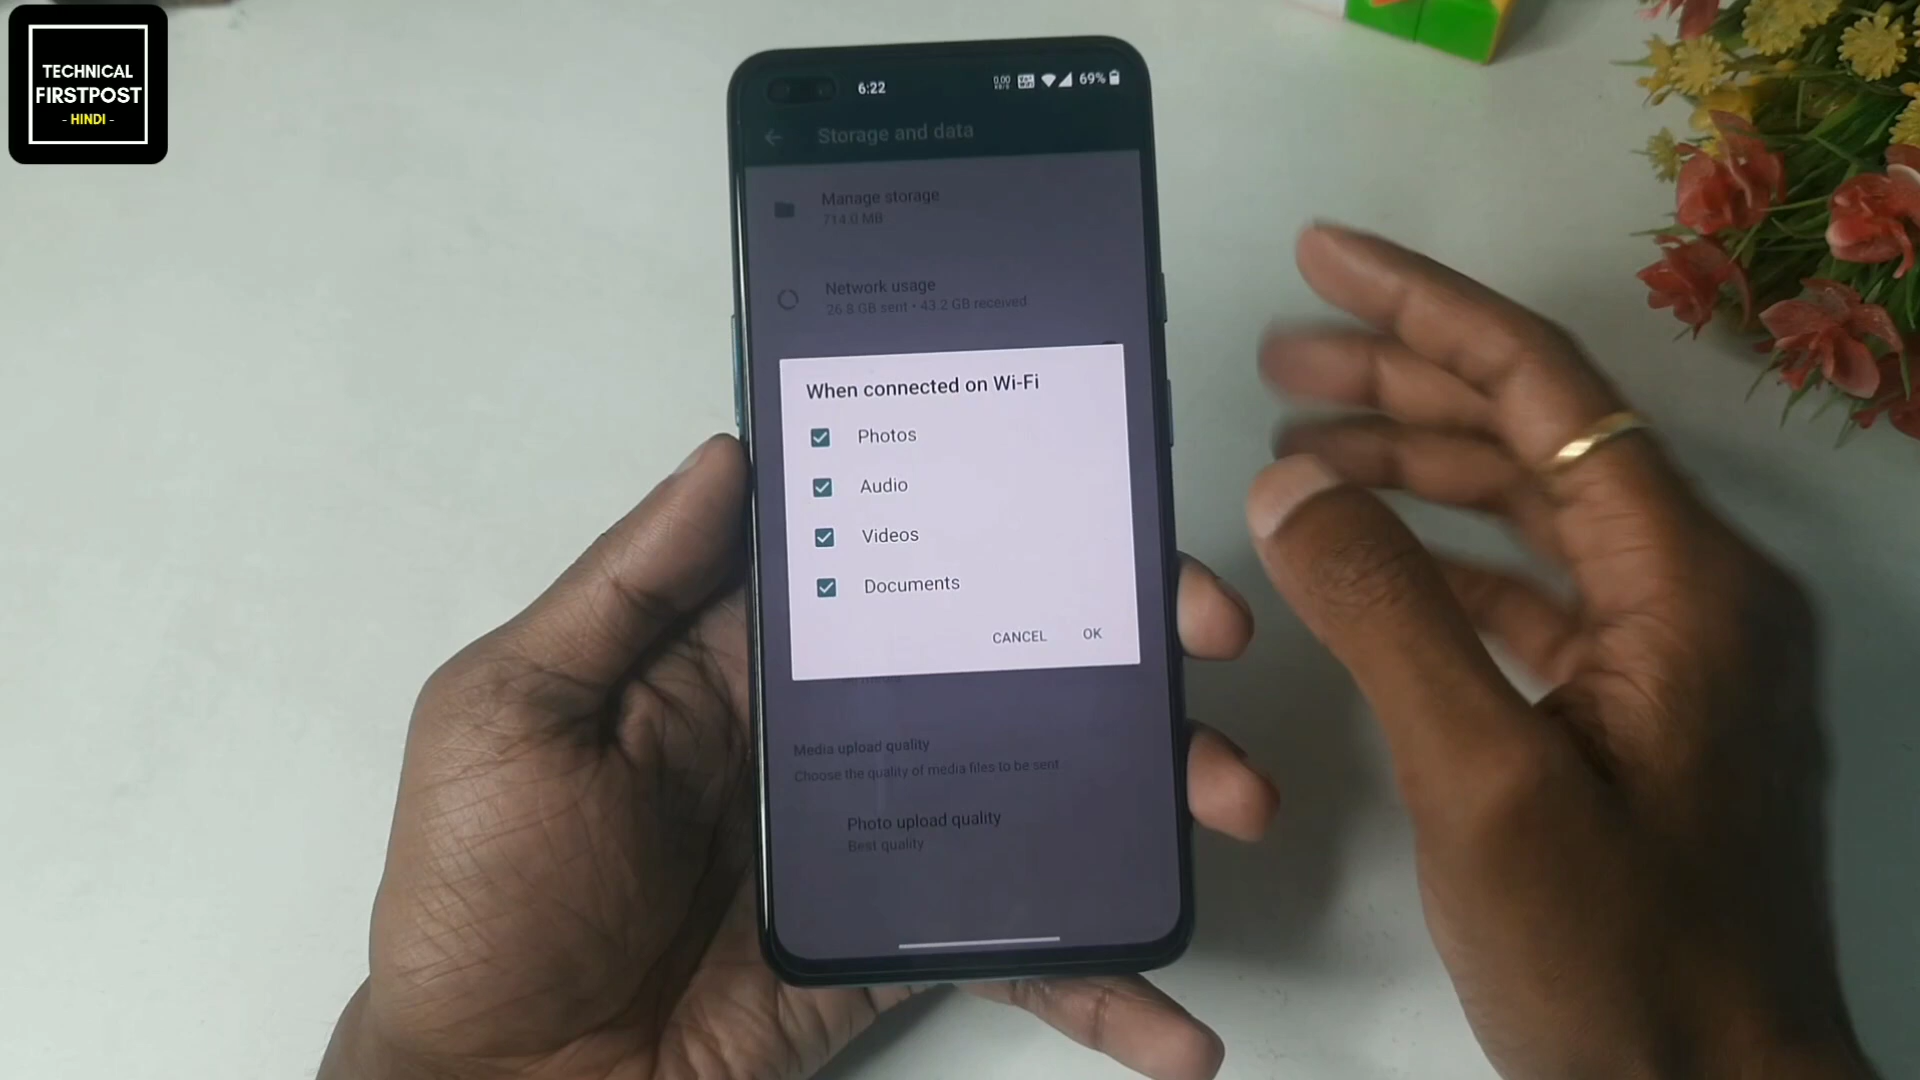 TECHNICAL
FIRSTPOST
- HINDI -
6:22
0.00
69%
Storage and data
Manage storage
714.0 MB
Network usage
26.8 GB sent • 43.2 GB received
When connected on Wi-Fi
Photos
Audio
Videos
Documents
CANCEL
OK
Media upload quality
Choose the quality of media files to be sent
Photo upload quality
Best quality